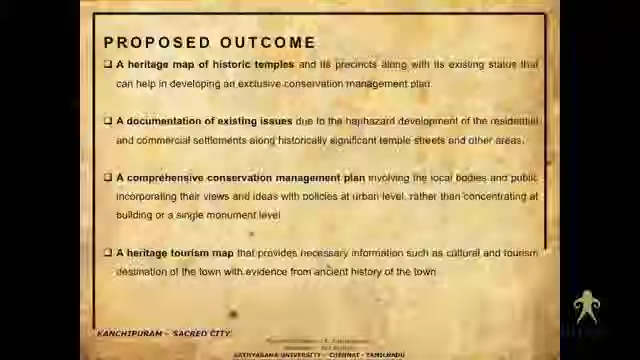 PROPOSED OUTCOME
❑ A heritage map of historic temples and its precincts along with its existing status that
can help in developing an exclusive conservation management plan.
❑ A documentation of existing issues due to the haphazard development of the residential
and commercial settlements along historically significant temple streets and other areas.
❑ A comprehensive conservation management plan involving the local bodies and public
incorporating their views and ideas with policies at urban level, rather than concentrating at
building or a single monument level
❑ A heritage tourism map that provides necessary information such as cultural and tourism
destination of the town with evidence from ancient history of the town
KANCHIPURAM – SACRED CITY
SATHYABAMA UNIVERSITY – CHENNAI - TAMILNADU